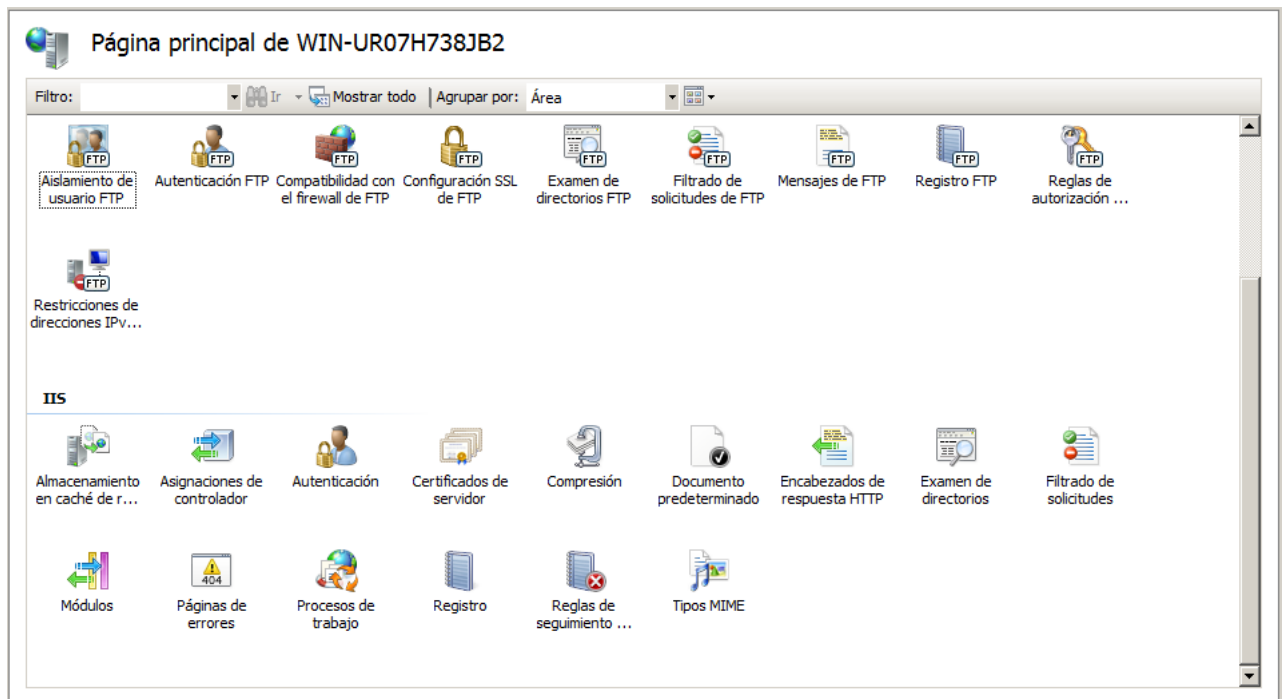 Página principal de WIN-UR07H738JB2
Filtro: Ir Mostrar todo Agrupar por: Área
FTP FTP FTP FTP FTP FTP FTP FTP FTP
Aislamiento de Autenticación FTP Compatibilidad con Configuración SSL Examen de Filtrado de Mensajes de FTP Registro FTP Reglas de
usuario FTP el firewall de FTP de FTP directorios FTP solicitudes de FTP autorización ...
FTP
Restricciones de
direcciones IPv...
IIS
Almacenamiento Asignaciones de Autenticación Certificados de Compresión Documento Encabezados de Examen de Filtrado de
en caché de r... controlador servidor predeterminado respuesta HTTP directorios solicitudes
404
Módulos Páginas de Procesos de Registro Reglas de Tipos MIME
errores trabajo seguimiento ...